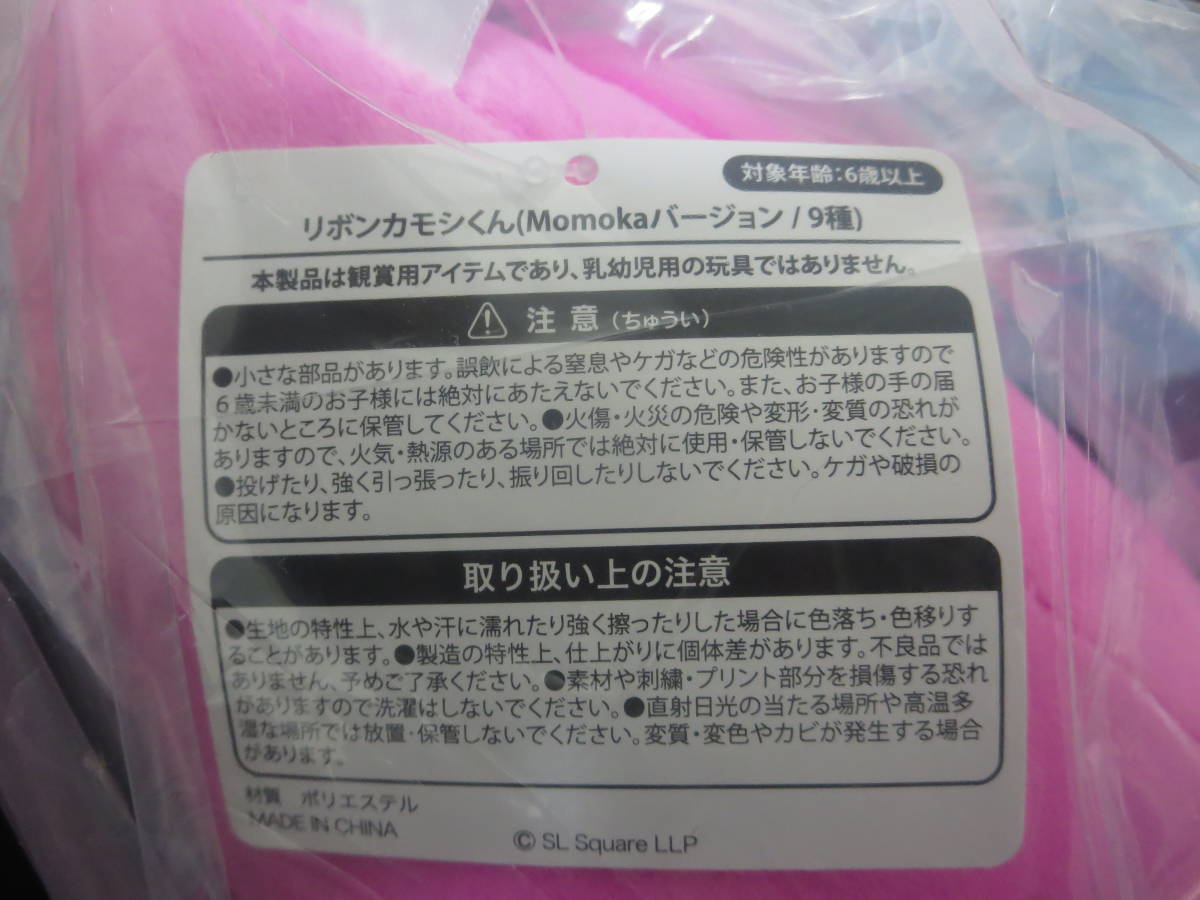 対象年齢:6歳以上
リボンカモシくん(Momokaバージョン / 9種)
本製品は観賞用アイテムであり、乳幼児用の玩具ではありません。
注意(ちゅうい)
●小さな部品があります。誤飲による窒息やケガなどの危険性がありますので
6歳未満のお子様には絶対にあたえないでください。また、お子様の手の届
かないところに保管してください。●火傷・火災の危険や変形・変質の恐れが
ありますので、火気・熱源のある場所では絶対に使用・保管しないでください。
●投げたり、強く引っ張ったり、振り回したりしないでください。ケガや破損の
原因になります。
取り扱い上の注意
●生地の特性上、水や汗に濡れたり強く擦ったりした場合に色落ち・色移りす
ることがあります。●製造の特性上、仕上がりに個体差があります。不良品では
ありません、予めご了承ください。●素材や刺繍・プリント部分を損傷する恐れ
がありますので洗濯はしないでください。●直射日光の当たる場所や高温多
湿な場所では放置・保管しないでください。変質・変色やカビが発生する場合
があります。
材質 ポリエステル
MADE IN CHINA
© SL Square LLP